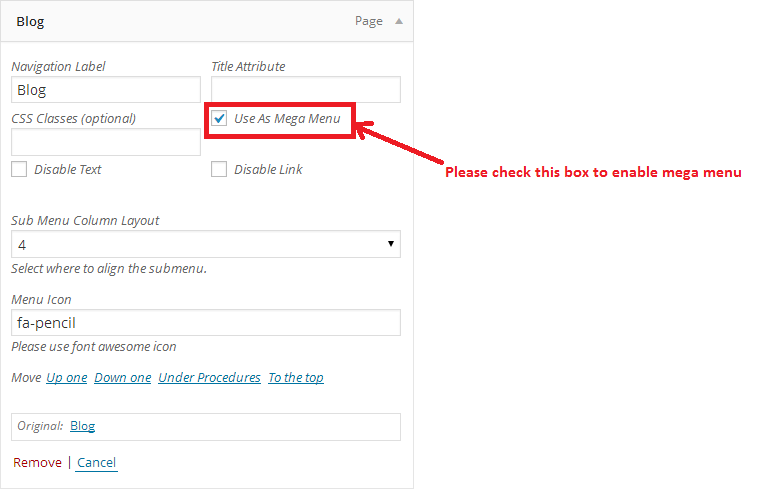 Blog Page
Navigation Label Title Attribute
Blog
CSS Classes (optional) Use As Mega Menu
Please check this box to enable mega menu
Disable Text Disable Link
Sub Menu Column Layout
4
Select where to align the submenu.
Menu Icon
fa-pencil
Please use font awesome icon
Move Up one Down one Under Procedures To the top
Original: Blog
Remove | Cancel